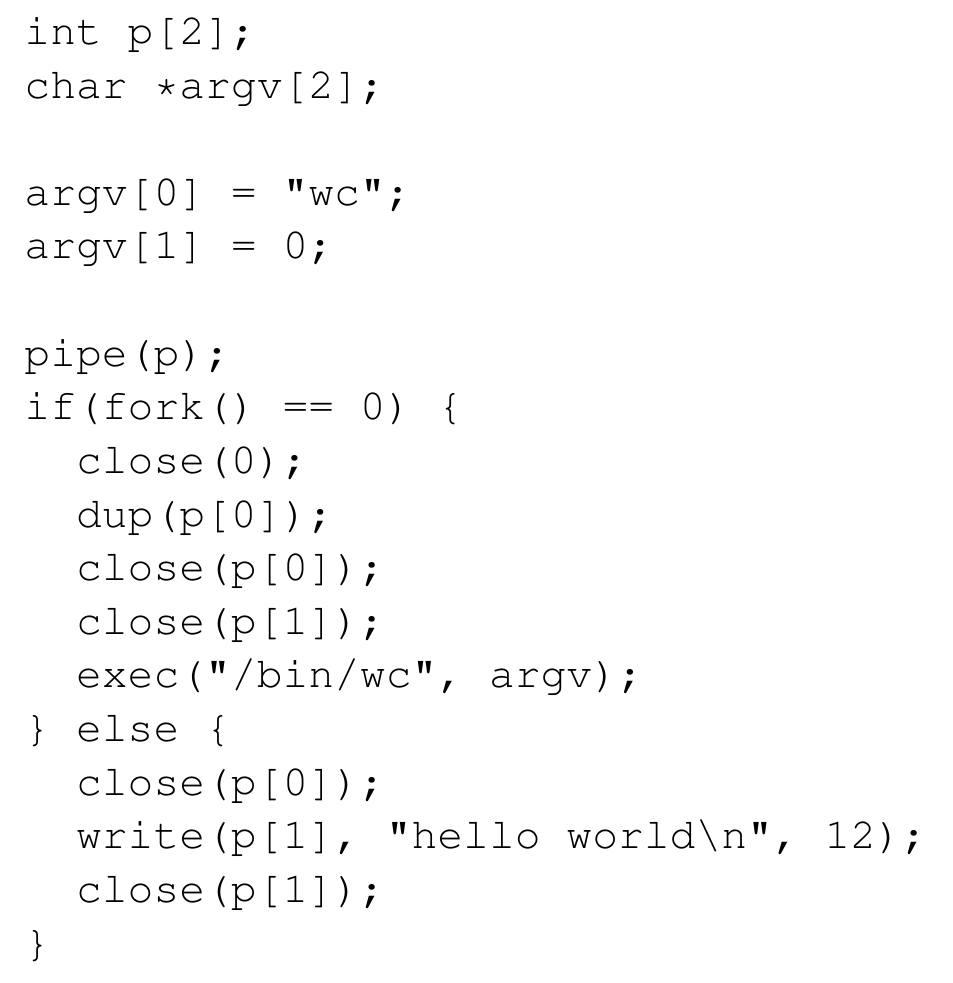 int p[2];
char *argv[2];

argv[0] = "wc";
argv[1] = 0;

pipe(p);
if(fork() == 0) {
  close(0);
  dup(p[0]);
  close(p[0]);
  close(p[1]);
  exec("/bin/wc", argv);
} else {
  close(p[0]);
  write(p[1], "hello world\n", 12);
  close(p[1]);
}